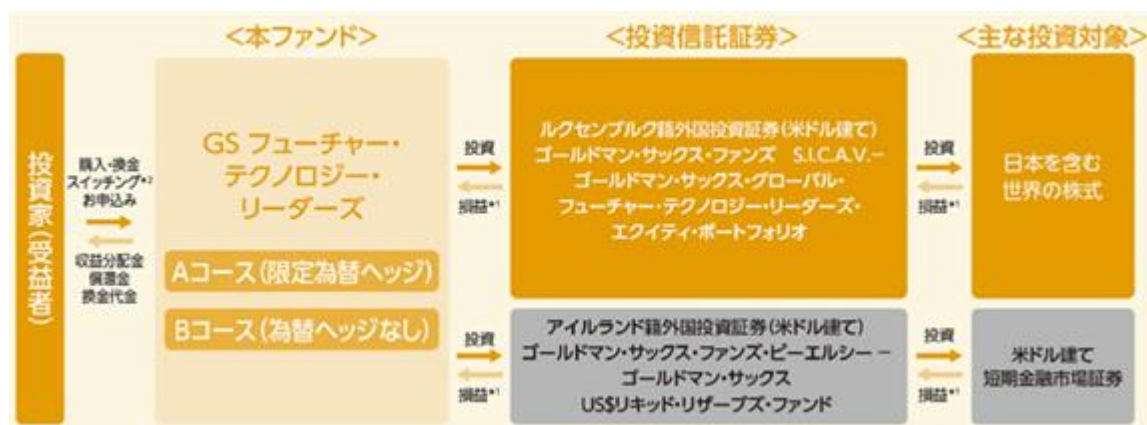 <本ファンド>
<投資信託証券>
<主な投資対象>
投資家(受益者)
購入・換金
スイッチング*2
お申込み
収益分配金
償還金
換金代金
GS フューチャー・
テクノロジー・
リーダーズ
Aコース(限定為替ヘッジ)
Bコース(為替ヘッジなし)
投資
損益*1
ルクセンブルク籍外国投資証券(米ドル建て)
ゴールドマン・サックス・ファンズ S.I.C.A.V.−
ゴールドマン・サックス・グローバル・
フューチャー・テクノロジー・リーダーズ・
エクイティ・ポートフォリオ
投資
損益*1
日本を含む
世界の株式
投資
損益*1
アイルランド籍外国投資証券(米ドル建て)
ゴールドマン・サックス・ファンズ・ピーエルシー −
ゴールドマン・サックス
US$リキッド・リザーブズ・ファンド
投資
損益*1
米ドル建て
短期金融市場証券